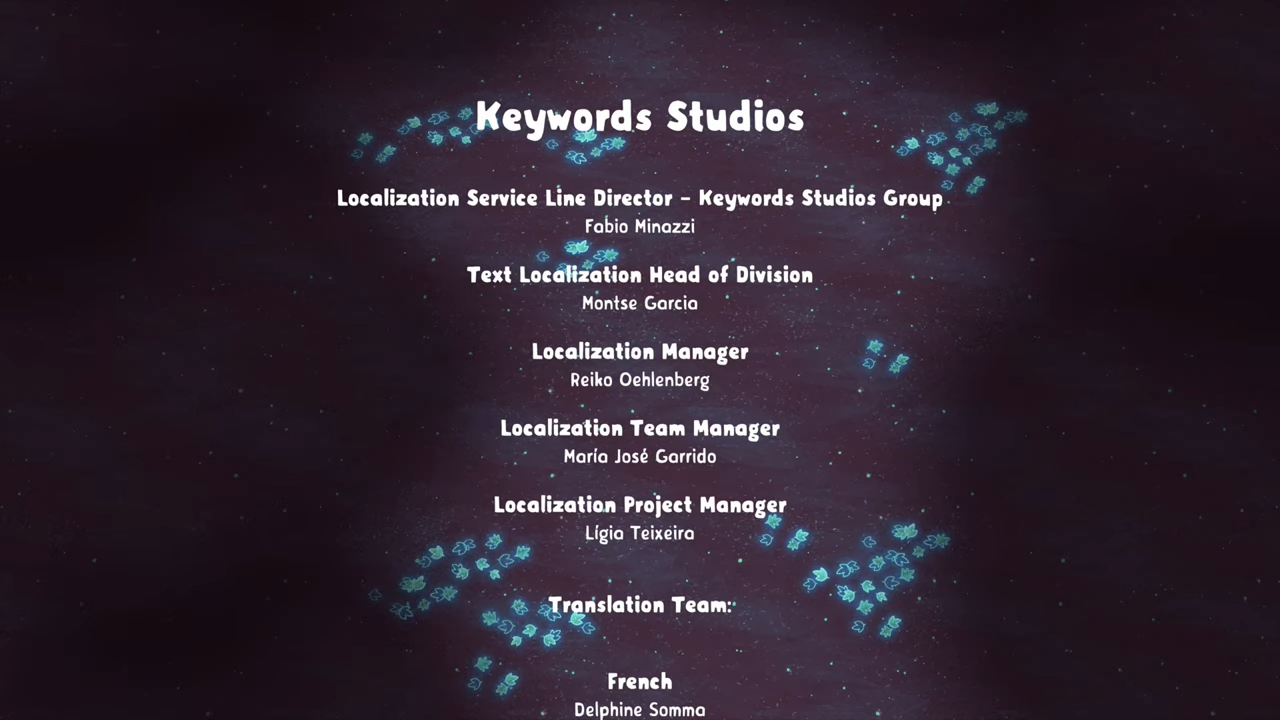 Keywords Studios
Localization Service Line Director - Keywords Studios Group
Fabio Minazzi
Text Localization Head of Division
Montse Garcia
Localization Manager
Reiko Oehlenberg
Localization Team Manager
María José Garrido
Localization Project Manager
Lígia Teixeira
Translation Team:
French
Delphine Somma